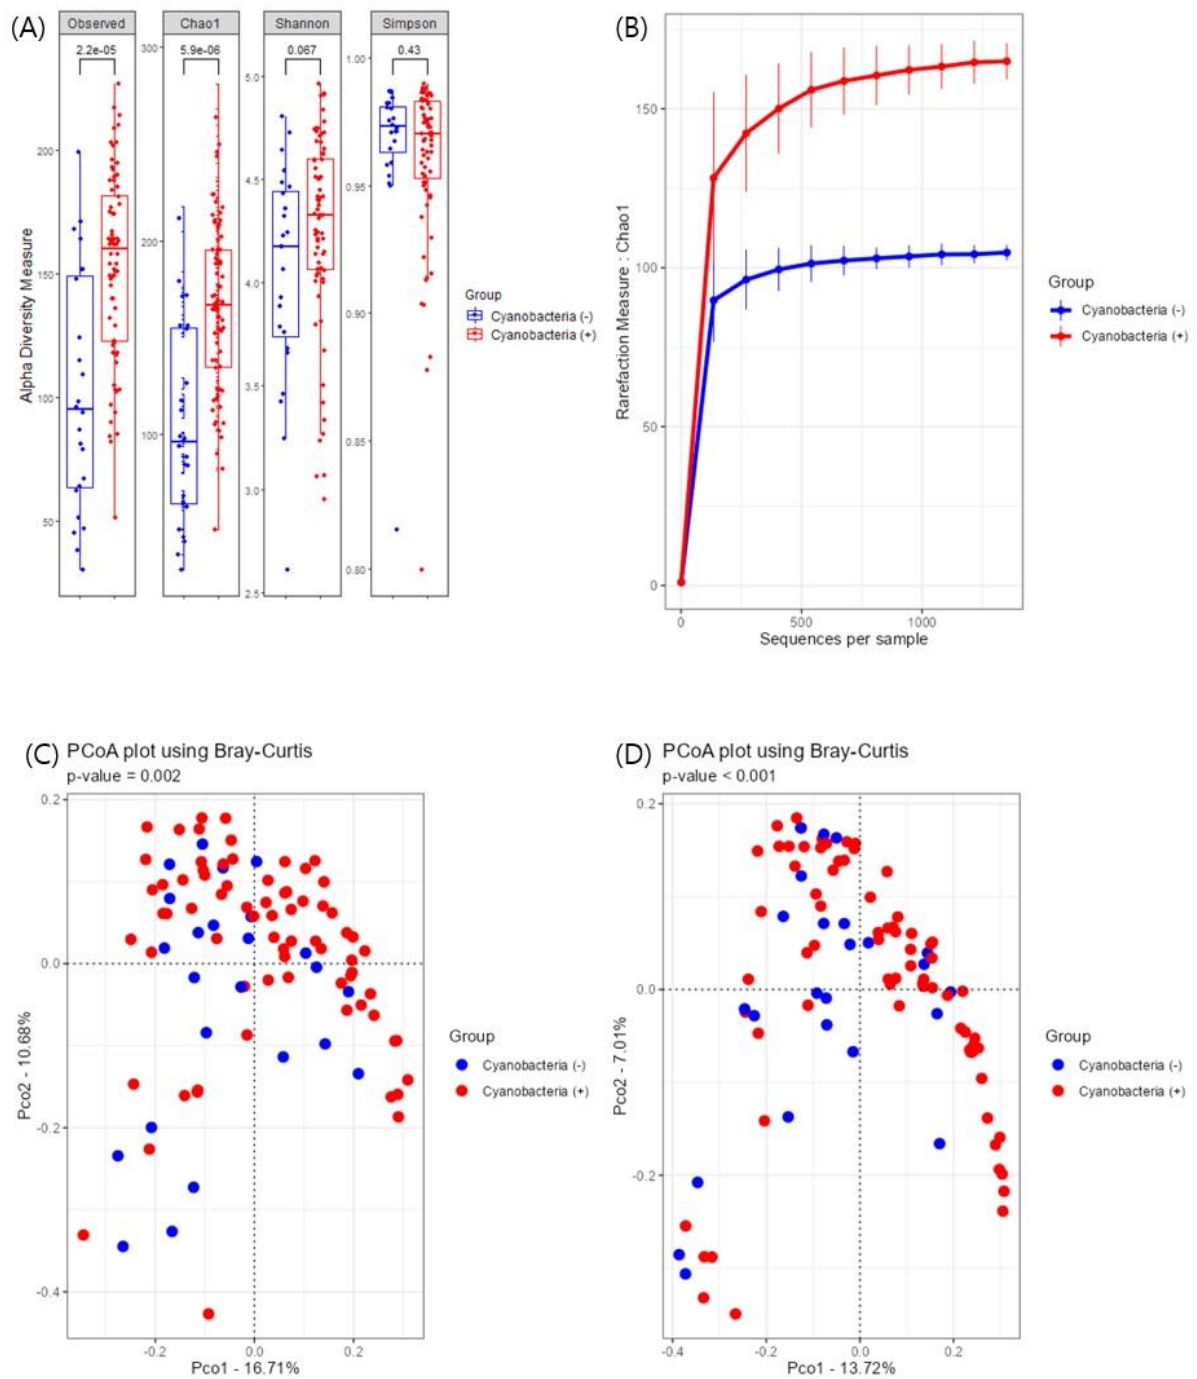 (A)
Observed
Chao1
Shannon
Simpson
2.2e-05
5.9e-06
0.067
0.43
Alpha Diversity Measure
200
150
100
50
300
200
100
5.0
4.5
4.0
3.5
3.0
2.5
1.00
0.95
0.90
0.85
0.80
Group
Cyanobacteria (-)
Cyanobacteria (+)
(B)
Rarefaction Measure : Chao1
150
100
50
0
0
500
1000
Sequences per sample
Group
Cyanobacteria (-)
Cyanobacteria (+)
(C) PCoA plot using Bray-Curtis
p-value = 0.002
Pco2 - 10.68%
0.2
0.0
-0.2
-0.4
-0.2
0.0
0.2
Pco1 - 16.71%
Group
Cyanobacteria (-)
Cyanobacteria (+)
(D) PCoA plot using Bray-Curtis
p-value < 0.001
Pco2 - 7.01%
0.2
0.0
-0.2
-0.4
-0.2
0.0
0.2
Pco1 - 13.72%
Group
Cyanobacteria (-)
Cyanobacteria (+)